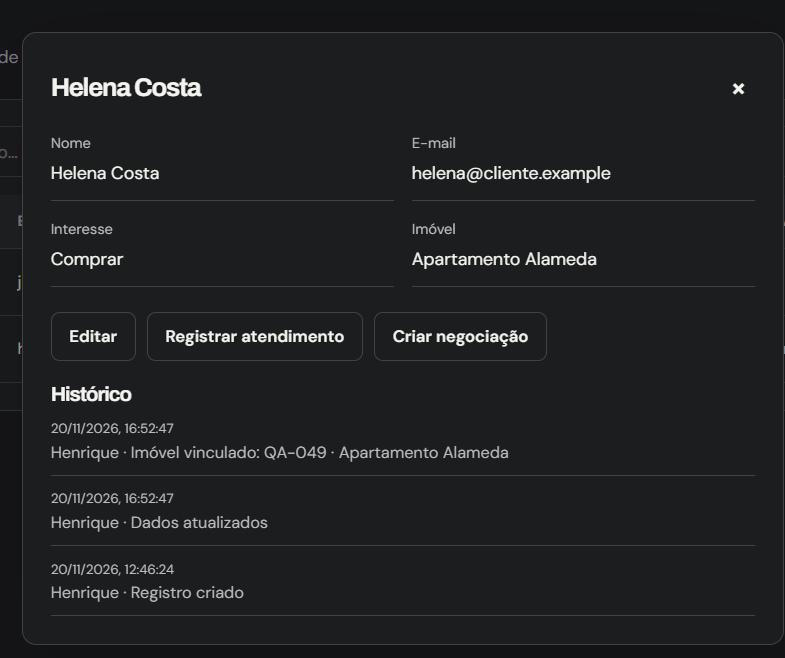 de
Helena Costa
×
Nome
E-mail
Helena Costa
helena@cliente.example
Interesse
Imóvel
Comprar
Apartamento Alameda
Editar
Registrar atendimento
Criar negociação
Histórico
20/11/2026, 16:52:47
Henrique · Imóvel vinculado: QA-049 · Apartamento Alameda
20/11/2026, 16:52:47
Henrique · Dados atualizados
20/11/2026, 12:46:24
Henrique · Registro criado